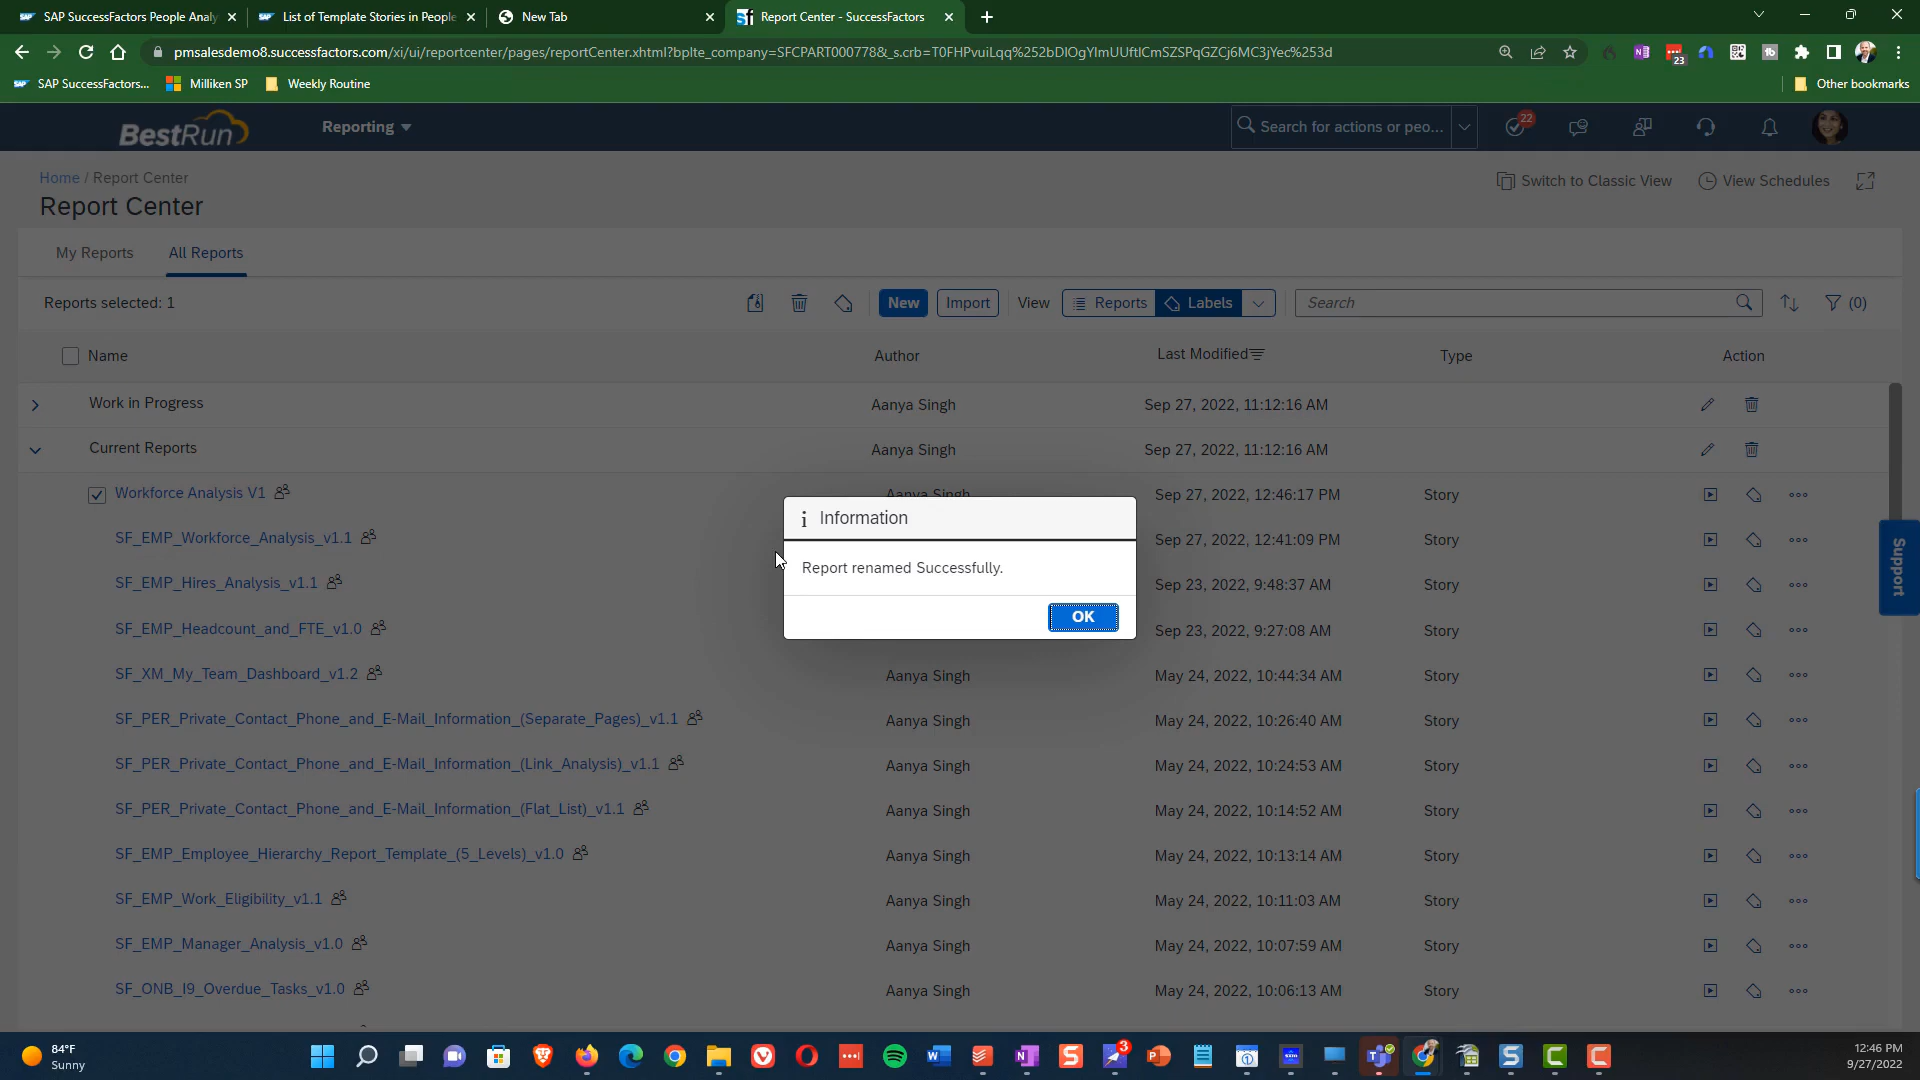 SAP SuccessFactors People Analy
List of Template Stories in People
New Tab
Report Center - SuccessFactors
pmsalesdemo8.successfactors.com/xi/ui/reportcenter/pages/reportCenter.xhtml?bplte_company=SFCPART000778&_s.crb=T0FHPvuiLqq%252bDlOgYImUUftlCmSZSPqGZCj6MC3jYec%253d
23
SAP SuccessFactors...
Milliken SP
Weekly Routine
Other bookmarks
BestRun
Reporting
Search for actions or peo...
22
Home / Report Center
Switch to Classic View
View Schedules
Report Center
My Reports
All Reports
Reports selected: 1
New
Import
View
Reports
Labels
Search
(0)
Name Author Last Modified Type Action
Work in Progress Aanya Singh Sep 27, 2022, 11:12:16 AM
Current Reports Aanya Singh Sep 27, 2022, 11:12:16 AM
Workforce Analysis V1 Aanya Singh Sep 27, 2022, 12:46:17 PM Story
SF_EMP_Workforce_Analysis_v1.1 Sep 27, 2022, 12:41:09 PM Story
SF_EMP_Hires_Analysis_v1.1 Sep 23, 2022, 9:48:37 AM Story
SF_EMP_Headcount_and_FTE_v1.0 Sep 23, 2022, 9:27:08 AM Story
SF_XM_My_Team_Dashboard_v1.2 Aanya Singh May 24, 2022, 10:44:34 AM Story
SF_PER_Private_Contact_Phone_and_E-Mail_Information_(Separate_Pages)_v1.1 Aanya Singh May 24, 2022, 10:26:40 AM Story
SF_PER_Private_Contact_Phone_and_E-Mail_Information_(Link_Analysis)_v1.1 Aanya Singh May 24, 2022, 10:24:53 AM Story
SF_PER_Private_Contact_Phone_and_E-Mail_Information_(Flat_List)_v1.1 Aanya Singh May 24, 2022, 10:14:52 AM Story
SF_EMP_Employee_Hierarchy_Report_Template_(5_Levels)_v1.0 Aanya Singh May 24, 2022, 10:13:14 AM Story
SF_EMP_Work_Eligibility_v1.1 Aanya Singh May 24, 2022, 10:11:03 AM Story
SF_EMP_Manager_Analysis_v1.0 Aanya Singh May 24, 2022, 10:07:59 AM Story
SF_ONB_I9_Overdue_Tasks_v1.0 Aanya Singh May 24, 2022, 10:06:13 AM Story
Information
Report renamed Successfully.
OK
Support
84°F
Sunny
3
12:46 PM
9/27/2022